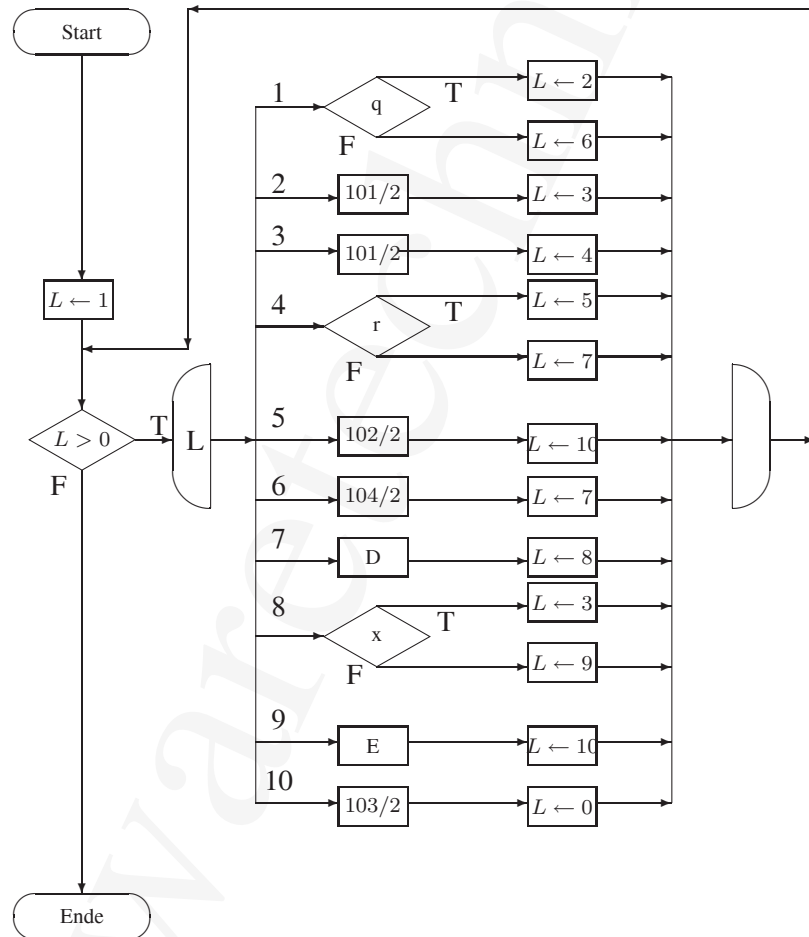 Start
1
q
T
L ← 2
F
L ← 6
2
101/2
L ← 3
3
101/2
L ← 4
L ← 1
4
r
T
L ← 5
F
L ← 7
L > 0
T
F
L
5
102/2
L ← 10
6
104/2
L ← 7
7
D
L ← 8
8
x
T
L ← 3
F
L ← 9
9
E
L ← 10
10
103/2
L ← 0
Ende